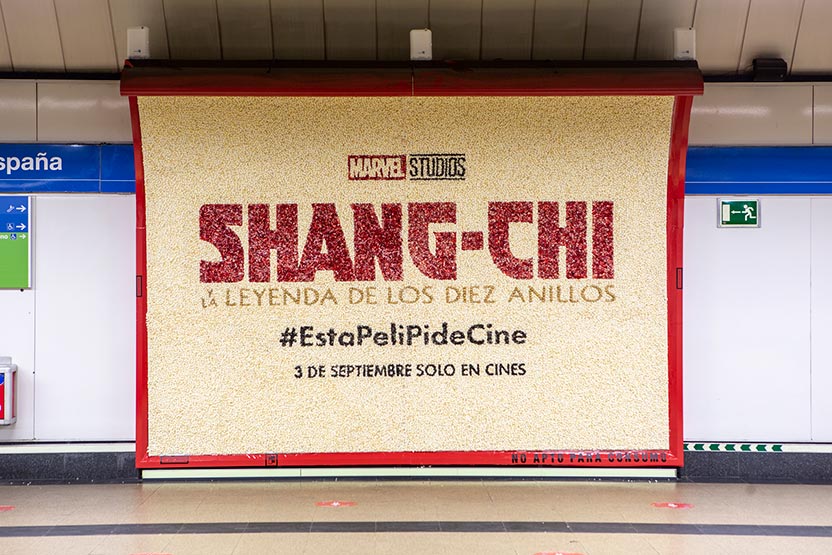 spaña
MARVEL STUDIOS
SHANG-CHI
Y LA LEYENDA DE LOS DIEZ ANILLOS
#EstaPeliPideCine
3 DE SEPTIEMBRE SOLO EN CINES
NO APTO PARA CONSUMO